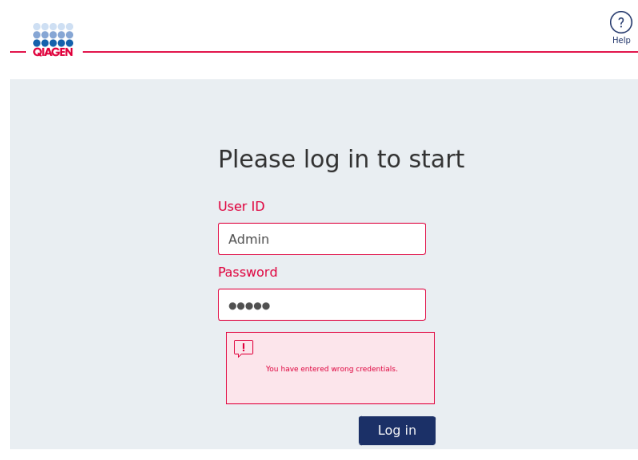 QIAGEN
?
Help
Please log in to start
User ID
Admin
Password
●●●●●
!
You have entered wrong credentials.
Log in